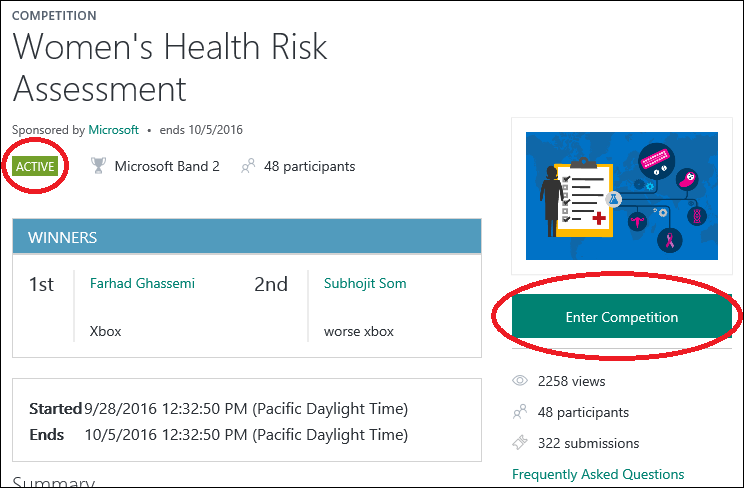 COMPETITION
Women's Health Risk
Assessment
Sponsored by Microsoft • ends 10/5/2016
ACTIVE Microsoft Band 2 48 participants
WINNERS
1st Farhad Ghassemi 2nd Subhojit Som
Xbox worse xbox
Started 9/28/2016 12:32:50 PM (Pacific Daylight Time)
Ends 10/5/2016 12:32:50 PM (Pacific Daylight Time)
Summary
Enter Competition
2258 views
48 participants
322 submissions
Frequently Asked Questions